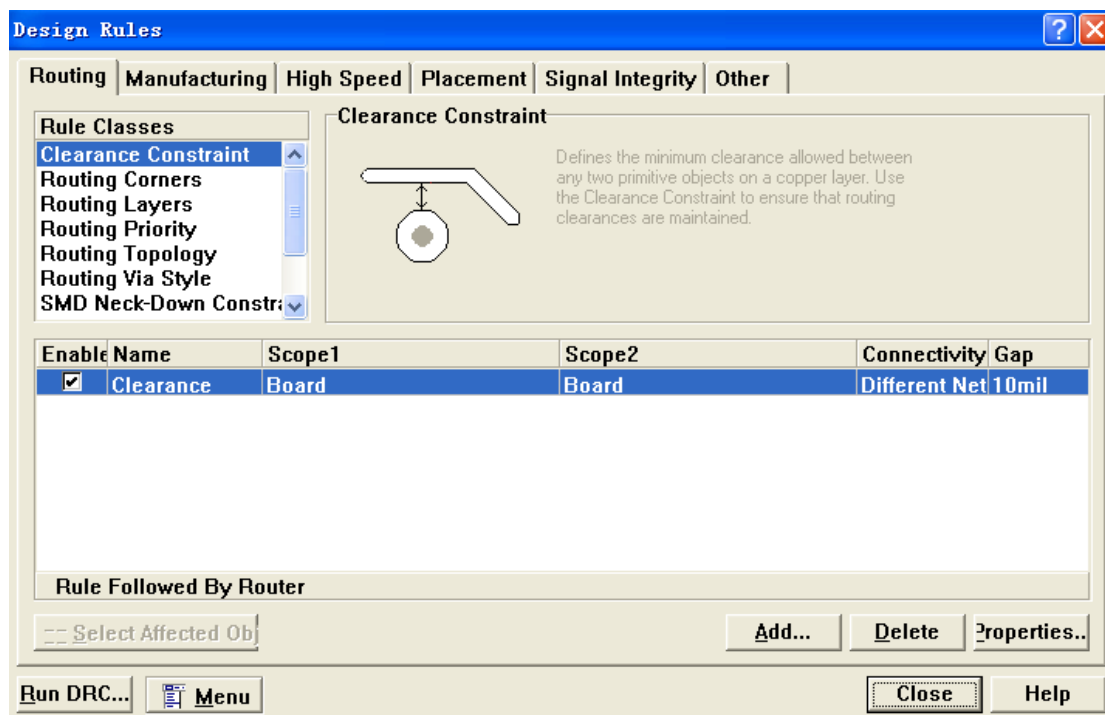 Design Rules
Routing Manufacturing High Speed Placement Signal Integrity Other
Rule Classes
Clearance Constraint
Routing Corners
Routing Layers
Routing Priority
Routing Topology
Routing Via Style
SMD Neck-Down Constra
Clearance Constraint
Defines the minimum clearance allowed between
any two primitive objects on a copper layer. Use
the Clearance Constraint to ensure that routing
clearances are maintained.
Enable Name Scope1 Scope2 Connectivity Gap
Clearance Board Board Different Net 10mil
Rule Followed By Router
Select Affected Obj Add... Delete Properties..
Run DRC... Menu Close Help